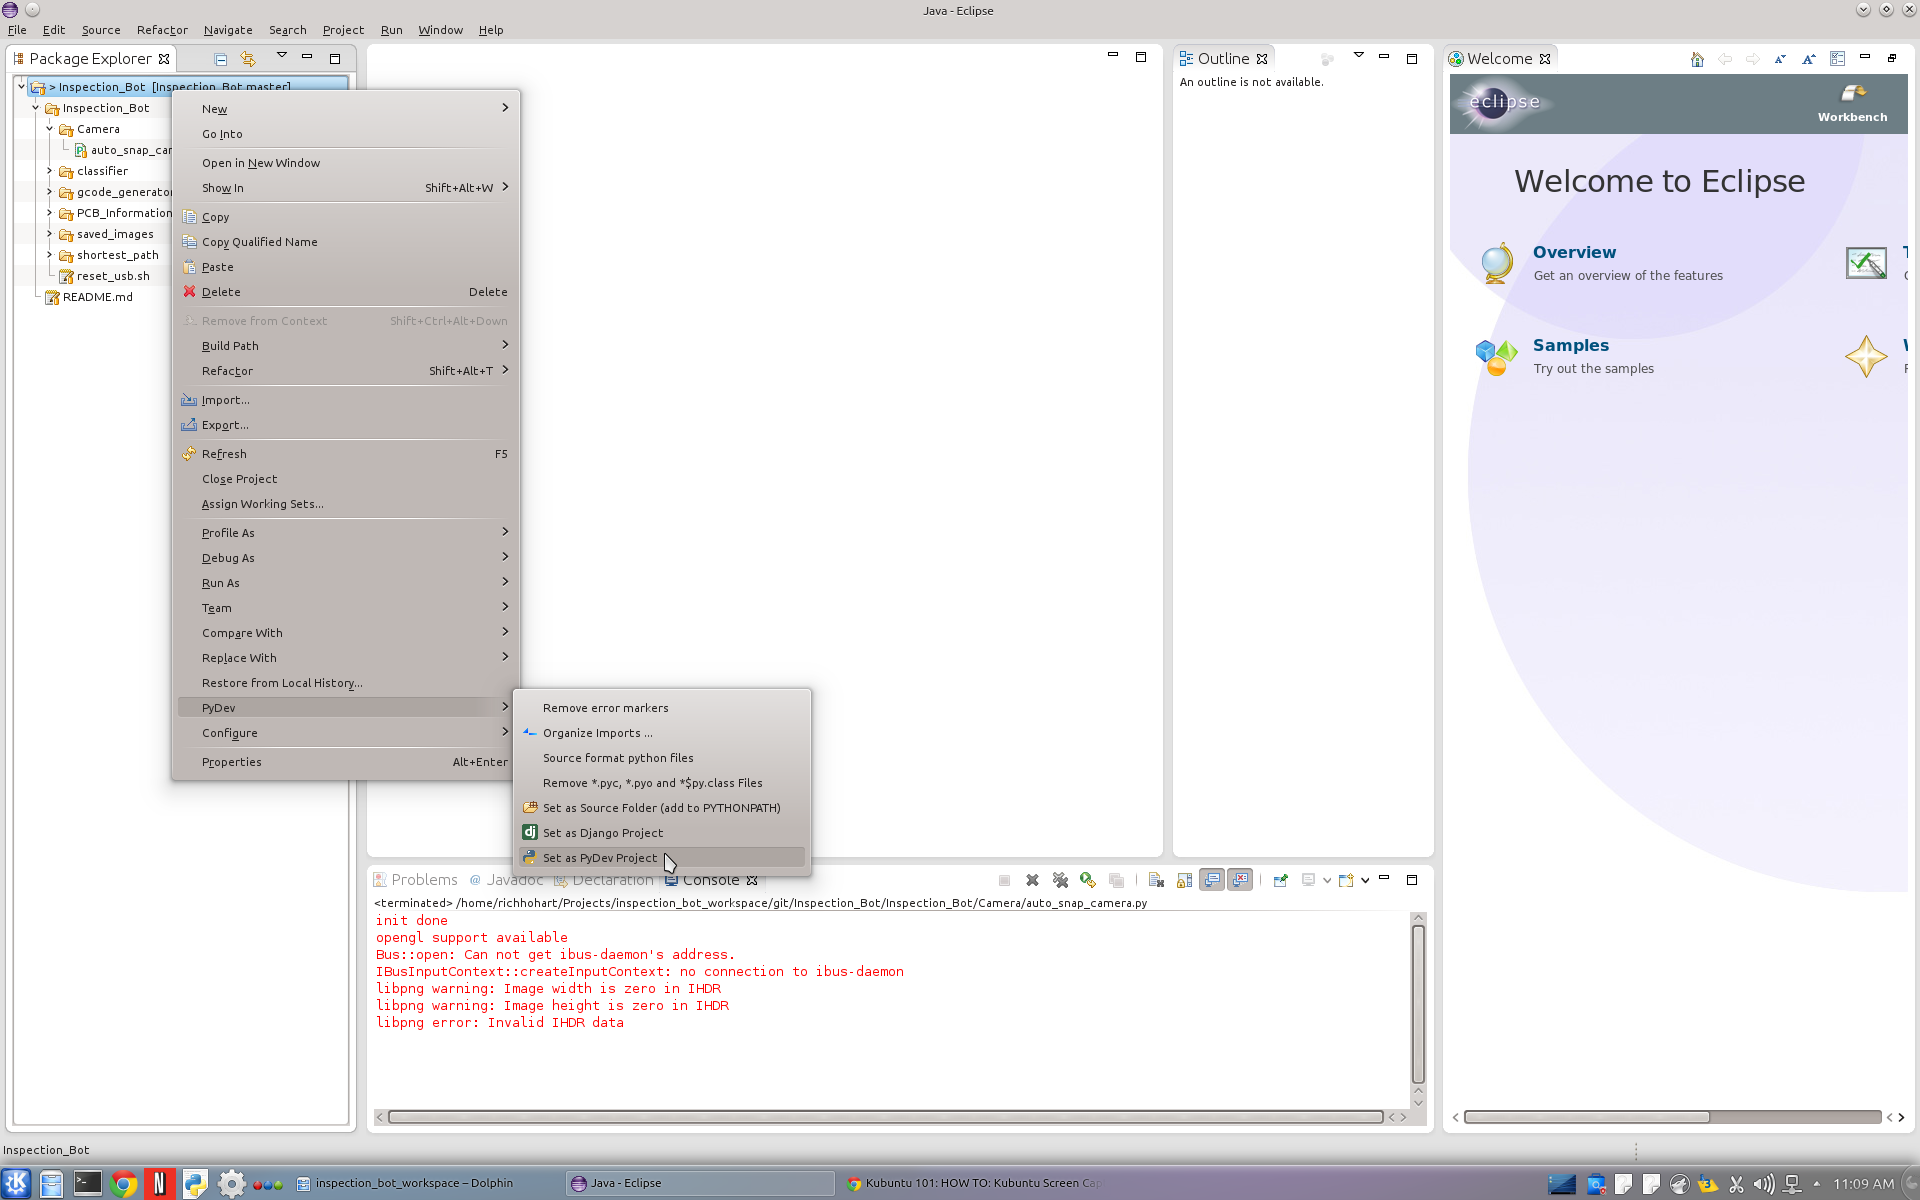 Java - Eclipse
File Edit Source Refactor Navigate Search Project Run Window Help
Package Explorer
> Inspection_Bot [Inspection_Bot master]
Inspection_Bot
Camera
auto_snap_car
classifier
gcode_generator
PCB_Information
saved_images
shortest_path
reset_usb.sh
README.md
New
Go Into
Open in New Window
Show In Shift+Alt+W
Copy
Copy Qualified Name
Paste
Delete Delete
Remove from Context Shift+Ctrl+Alt+Down
Build Path
Refactor Shift+Alt+T
Import...
Export...
Refresh F5
Close Project
Assign Working Sets...
Profile As
Debug As
Run As
Team
Compare With
Replace With
Restore from Local History...
PyDev
Configure
Properties Alt+Enter
Remove error markers
Organize Imports ...
Source format python files
Remove *.pyc, *.pyo and *$py.class Files
Set as Source Folder (add to PYTHONPATH)
dj Set as Django Project
Set as PyDev Project
Outline
An outline is not available.
Welcome
eclipse
Workbench
Welcome to Eclipse
Overview
Get an overview of the features
Samples
Try out the samples
Problems @ Javadoc Declaration Console
<terminated> /home/richhohart/Projects/inspection_bot_workspace/git/Inspection_Bot/Inspection_Bot/Camera/auto_snap_camera.py
init done
opengl support available
Bus::open: Can not get ibus-daemon's address.
IBusInputContext::createInputContext: no connection to ibus-daemon
libpng warning: Image width is zero in IHDR
libpng warning: Image height is zero in IHDR
libpng error: Invalid IHDR data
Inspection_Bot
inspection_bot_workspace – Dolphin
Java - Eclipse
Kubuntu 101: HOW TO: Kubuntu Screen Cap
11:09 AM